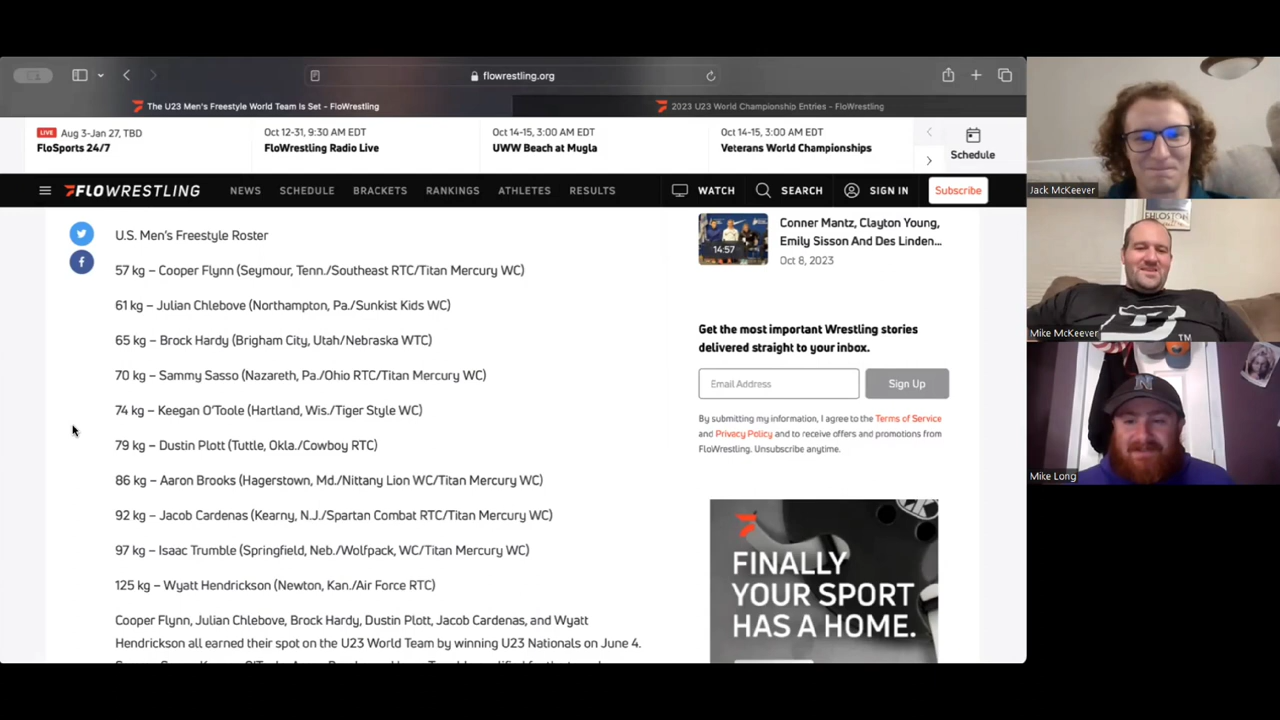 flowrestling.org
The U23 Men's Freestyle World Team Is Set - FloWrestling
2023 U23 World Championship Entries - FloWrestling
LIVE Aug 3-Jan 27, TBD
FloSports 24/7
Oct 12-31, 9:30 AM EDT
FloWrestling Radio Live
Oct 14-15, 3:00 AM EDT
UWW Beach at Mugla
Oct 14-15, 3:00 AM EDT
Veterans World Championships
Schedule
FLOWRESTLING
NEWS
SCHEDULE
BRACKETS
RANKINGS
ATHLETES
RESULTS
WATCH
SEARCH
SIGN IN
Subscribe
U.S. Men's Freestyle Roster
57 kg – Cooper Flynn (Seymour, Tenn./Southeast RTC/Titan Mercury WC)
61 kg – Julian Chlebove (Northampton, Pa./Sunkist Kids WC)
65 kg – Brock Hardy (Brigham City, Utah/Nebraska WTC)
70 kg – Sammy Sasso (Nazareth, Pa./Ohio RTC/Titan Mercury WC)
74 kg – Keegan O'Toole (Hartland, Wis./Tiger Style WC)
79 kg – Dustin Plott (Tuttle, Okla./Cowboy RTC)
86 kg – Aaron Brooks (Hagerstown, Md./Nittany Lion WC/Titan Mercury WC)
92 kg – Jacob Cardenas (Kearny, N.J./Spartan Combat RTC/Titan Mercury WC)
97 kg – Isaac Trumble (Springfield, Neb./Wolfpack, WC/Titan Mercury WC)
125 kg – Wyatt Hendrickson (Newton, Kan./Air Force RTC)
Cooper Flynn, Julian Chlebove, Brock Hardy, Dustin Plott, Jacob Cardenas, and Wyatt
Hendrickson all earned their spot on the U23 World Team by winning U23 Nationals on June 4.
14:57
Conner Mantz, Clayton Young,
Emily Sisson And Des Linden...
Oct 8, 2023
Get the most important Wrestling stories
delivered straight to your inbox.
Email Address
Sign Up
By submitting my information, I agree to the Terms of Service
and Privacy Policy and to receive offers and promotions from
FloWrestling. Unsubscribe anytime.
FINALLY
YOUR SPORT
HAS A HOME.
Jack McKeever
Mike McKeever
TM
N
Mike Long